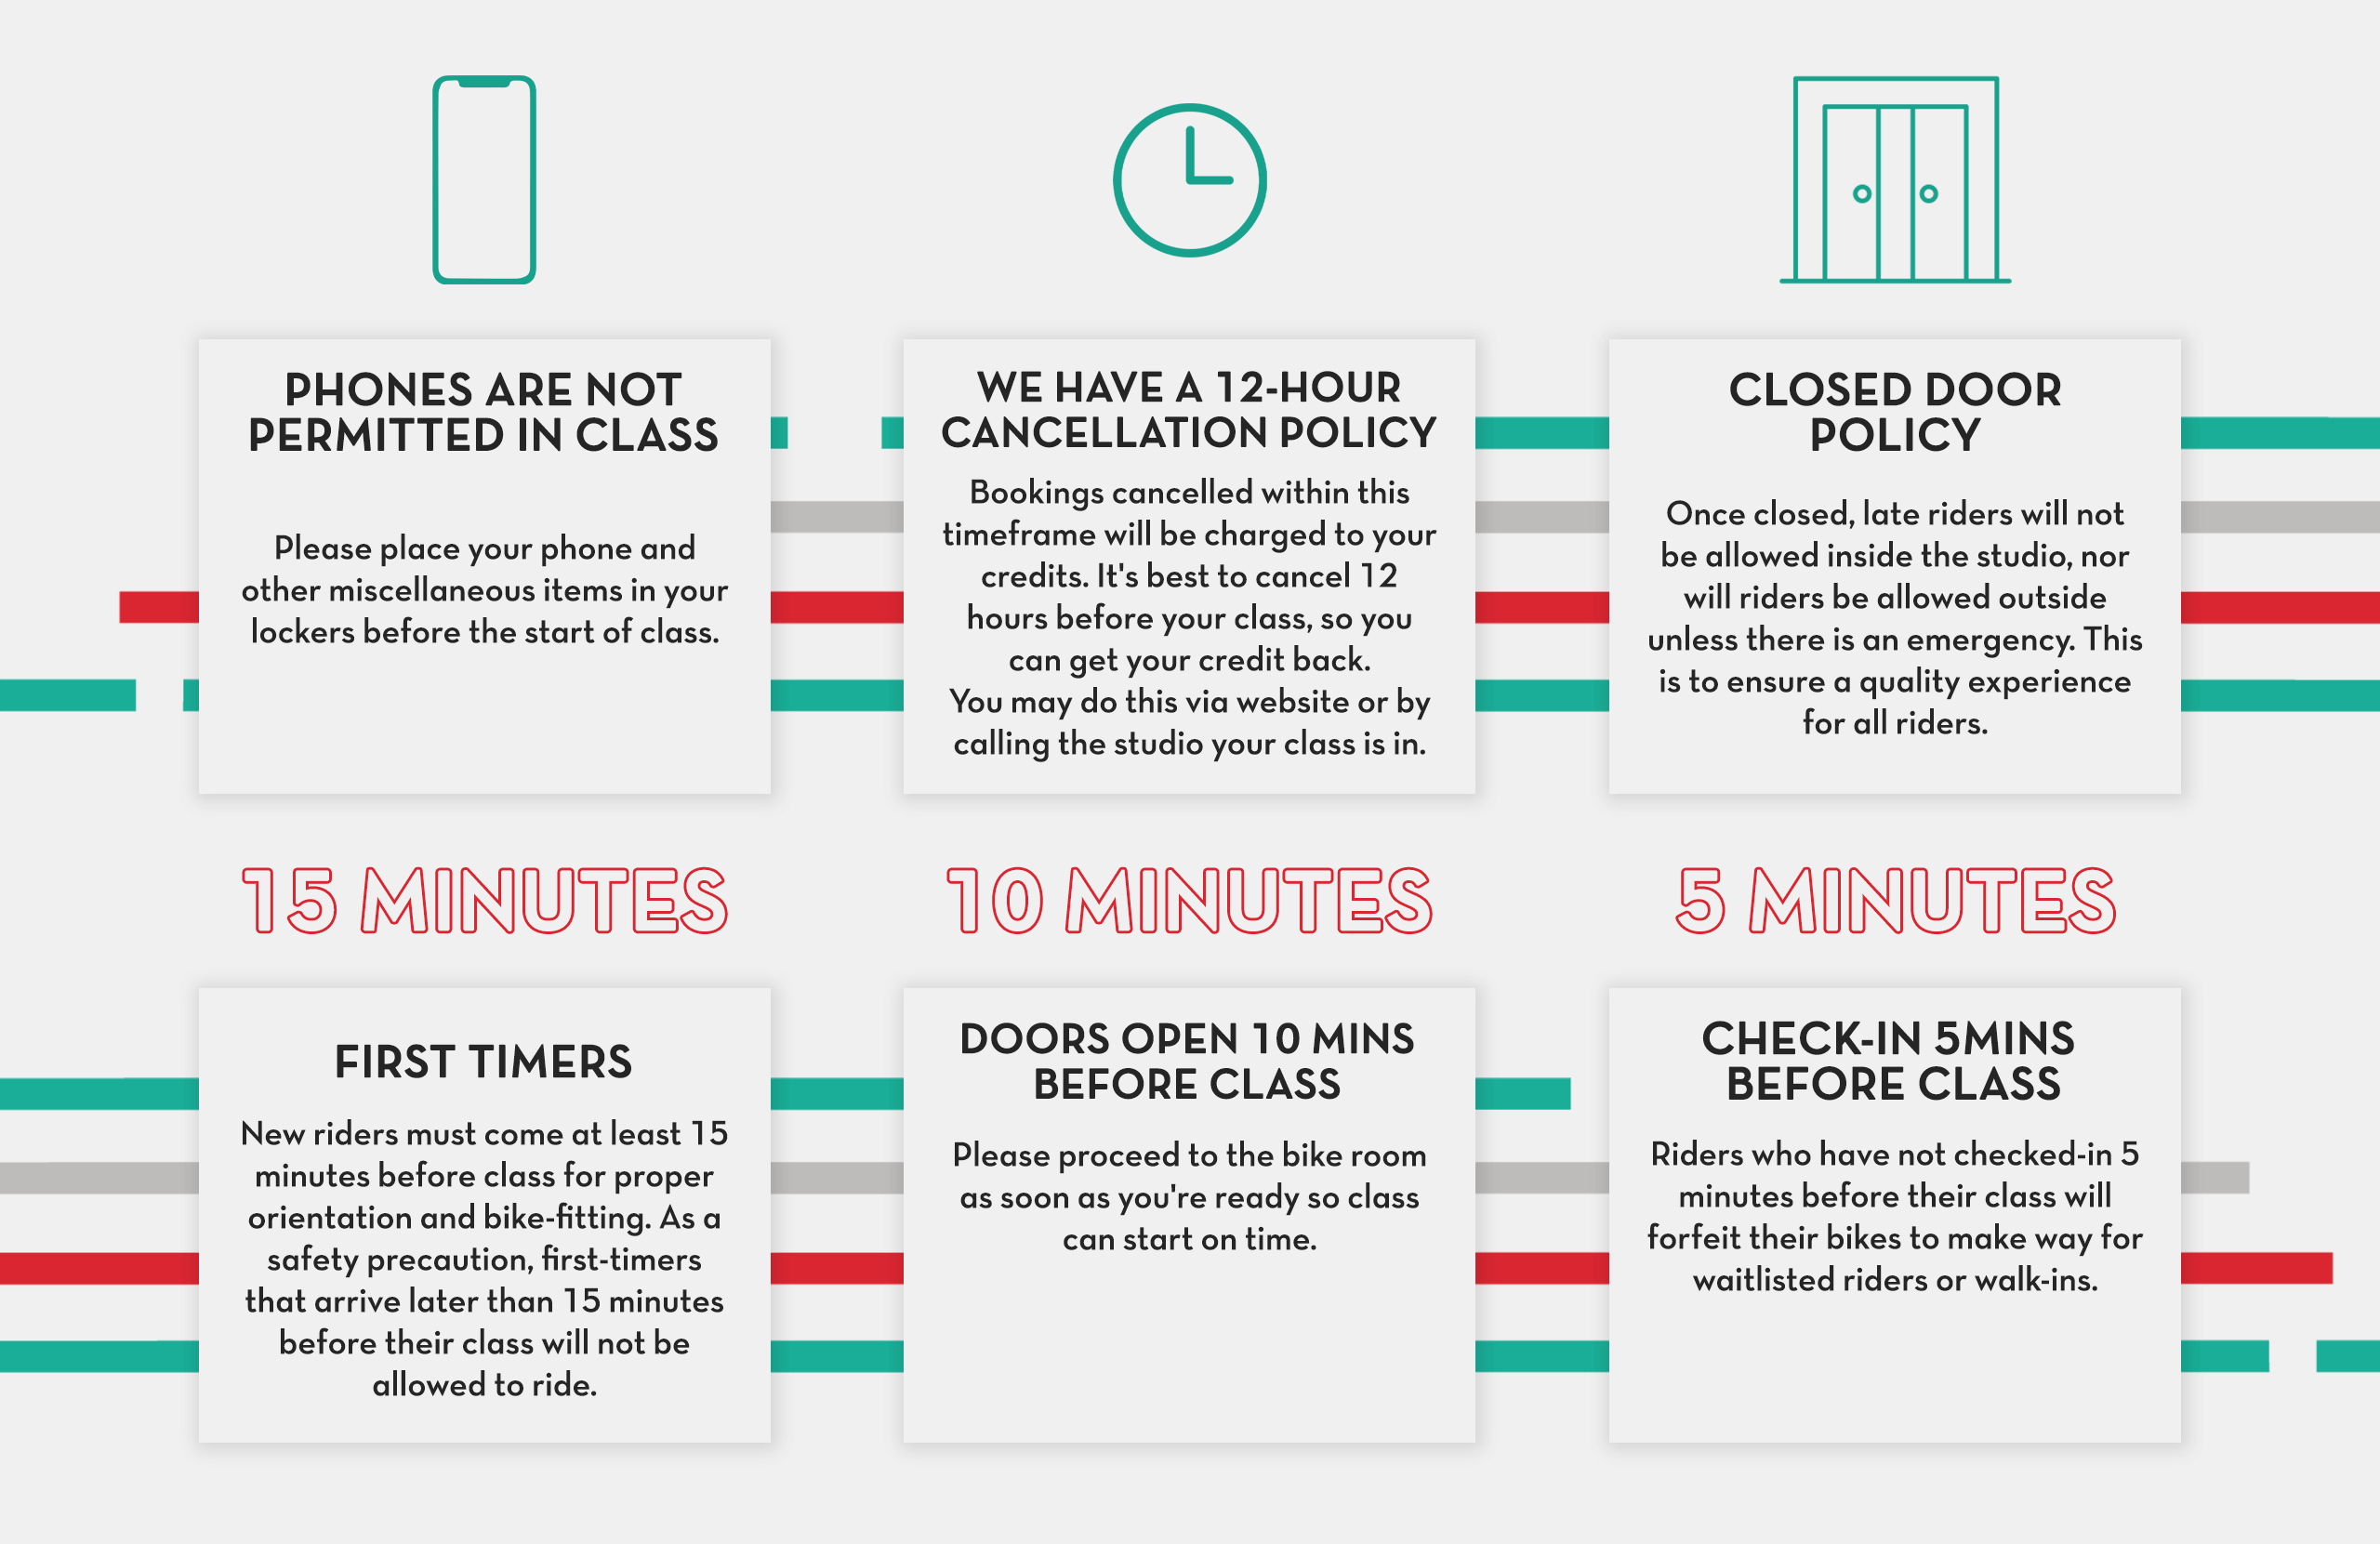 PHONES ARE NOT
PERMITTED IN CLASS
Please place your phone and
other miscellaneous items in your
lockers before the start of class.
WE HAVE A 12-HOUR
CANCELLATION POLICY
Bookings cancelled within this
timeframe will be charged to your
credits. It's best to cancel 12
hours before your class, so you
can get your credit back.
You may do this via website or by
calling the studio your class is in.
CLOSED DOOR
POLICY
Once closed, late riders will not
be allowed inside the studio, nor
will riders be allowed outside
unless there is an emergency. This
is to ensure a quality experience
for all riders.
15 MINUTES
FIRST TIMERS
New riders must come at least 15
minutes before class for proper
orientation and bike-fitting. As a
safety precaution, first-timers
that arrive later than 15 minutes
before their class will not be
allowed to ride.
10 MINUTES
DOORS OPEN 10 MINS
BEFORE CLASS
Please proceed to the bike room
as soon as you're ready so class
can start on time.
5 MINUTES
CHECK-IN 5MINS
BEFORE CLASS
Riders who have not checked-in 5
minutes before their class will
forfeit their bikes to make way for
waitlisted riders or walk-ins.